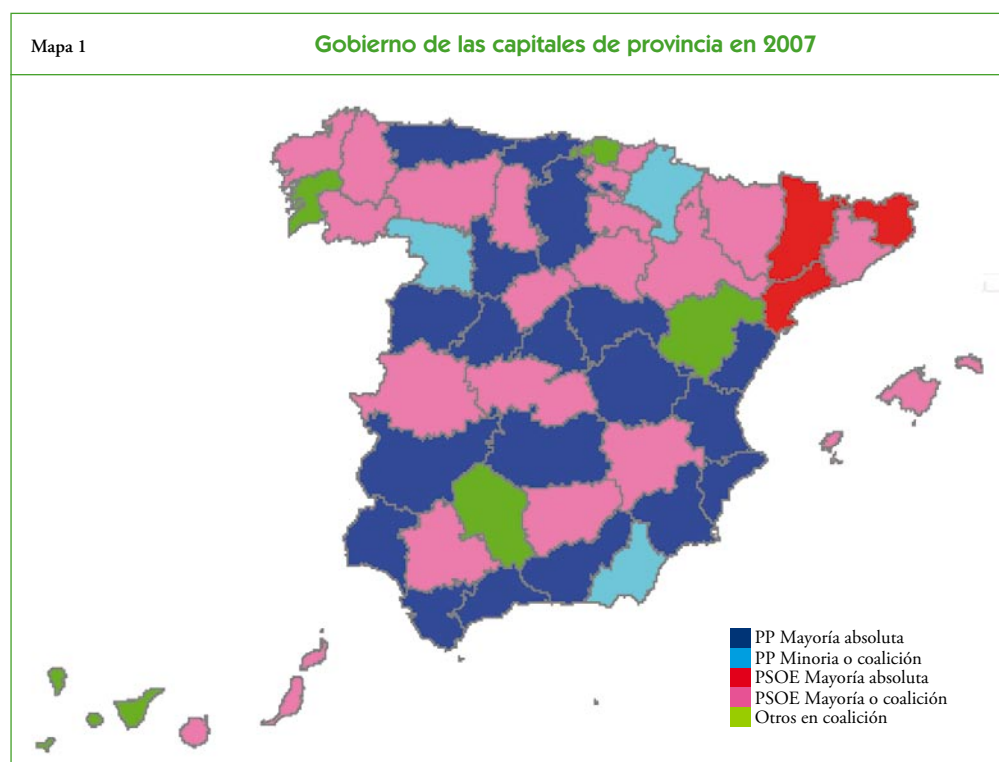 Mapa 1
Gobierno de las capitales de provincia en 2007
PP Mayoría absoluta
PP Minoria o coalición
PSOE Mayoría absoluta
PSOE Mayoría o coalición
Otros en coalición